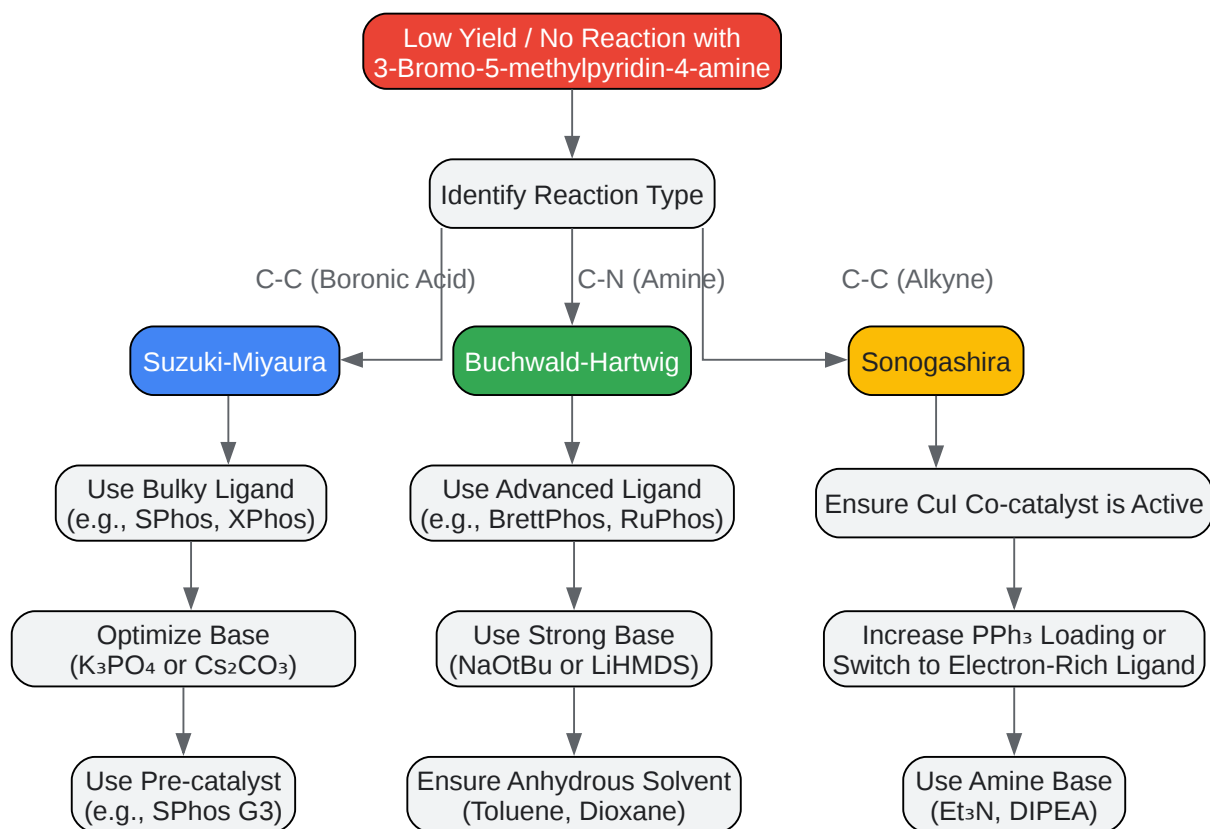 Low Yield / No Reaction with
3-Bromo-5-methylpyridin-4-amine
Identify Reaction Type
C-C (Boronic Acid)
C-N (Amine)
C-C (Alkyne)
Suzuki-Miyaura
Buchwald-Hartwig
Sonogashira
Use Bulky Ligand
(e.g., SPhos, XPhos)
Use Advanced Ligand
(e.g., BrettPhos, RuPhos)
Ensure CuI Co-catalyst is Active
Optimize Base
(K₃PO₄ or Cs₂CO₃)
Use Strong Base
(NaOtBu or LiHMDS)
Increase PPh₃ Loading or
Switch to Electron-Rich Ligand
Use Pre-catalyst
(e.g., SPhos G3)
Ensure Anhydrous Solvent
(Toluene, Dioxane)
Use Amine Base
(Et₃N, DIPEA)